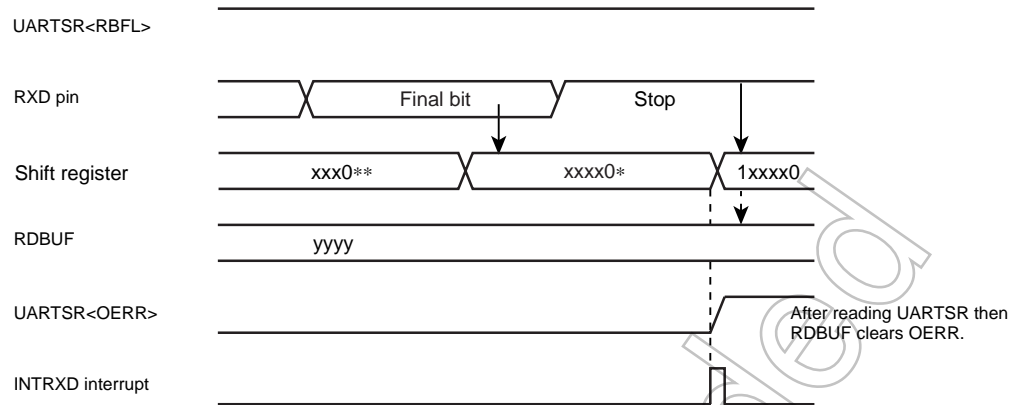 UARTSR<RBFL>
RXD pin
Final bit
Stop
Shift register
xxx0**
xxxx0*
1xxxx0
RDBUF
yyyy
UARTSR<OERR>
After reading UARTSR then
RDBUF clears OERR.
INTRXD interrupt